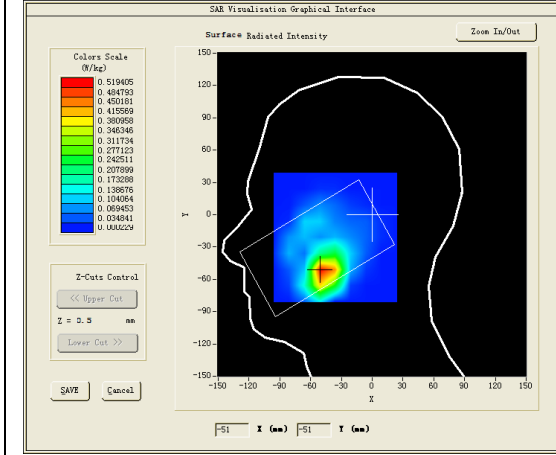 SAR Visualisation Graphical Interface
Surface Radiated Intensity
Zoom In/Out
Colors Scale
(W/kg)
0.519405
0.484793
0.450181
0.415569
0.380958
0.346346
0.311734
0.277123
0.242511
0.207899
0.173288
0.138676
0.104064
0.069453
0.034841
0.000229
Z-Cuts Control
<< Upper Cut
Z = 0.5 mm
Lower Cut >>
SAVE Cancel
150
120
90
60
30
0
-30
-60
-90
-120
-150
Y
-150 -120 -90 -60 -30 0 30 60 90 120 150
X
-51 X (mm) -51 Y (mm)